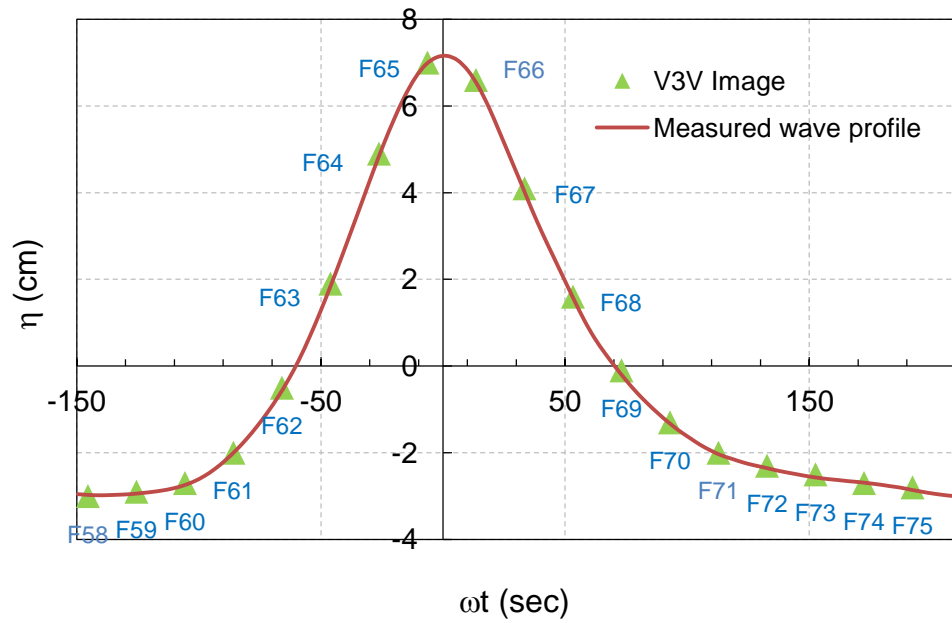 8
F65
F66
V3V Image
6
Measured wave profile
F64
4
F67
η (cm)
2
F63
F68
0
-150
-50
50
150
F62
F69
-2
F61
F70
F71
F72
F58
F59
F60
F73
F74
F75
-4
ωt (sec)